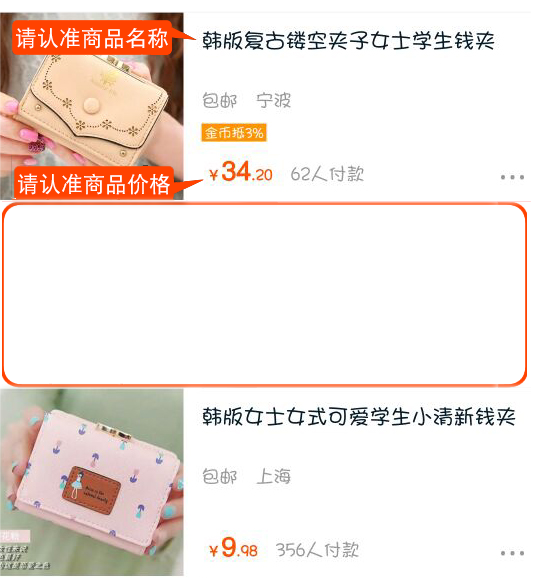 请认准商品名称
韩版复古镂空夹子女士学生钱夹
包邮 宁波
金币抵3%
请认准商品价格
¥34.20 62人付款
韩版女士女式可爱学生小清新钱夹
包邮 上海
¥9.98 356人付款